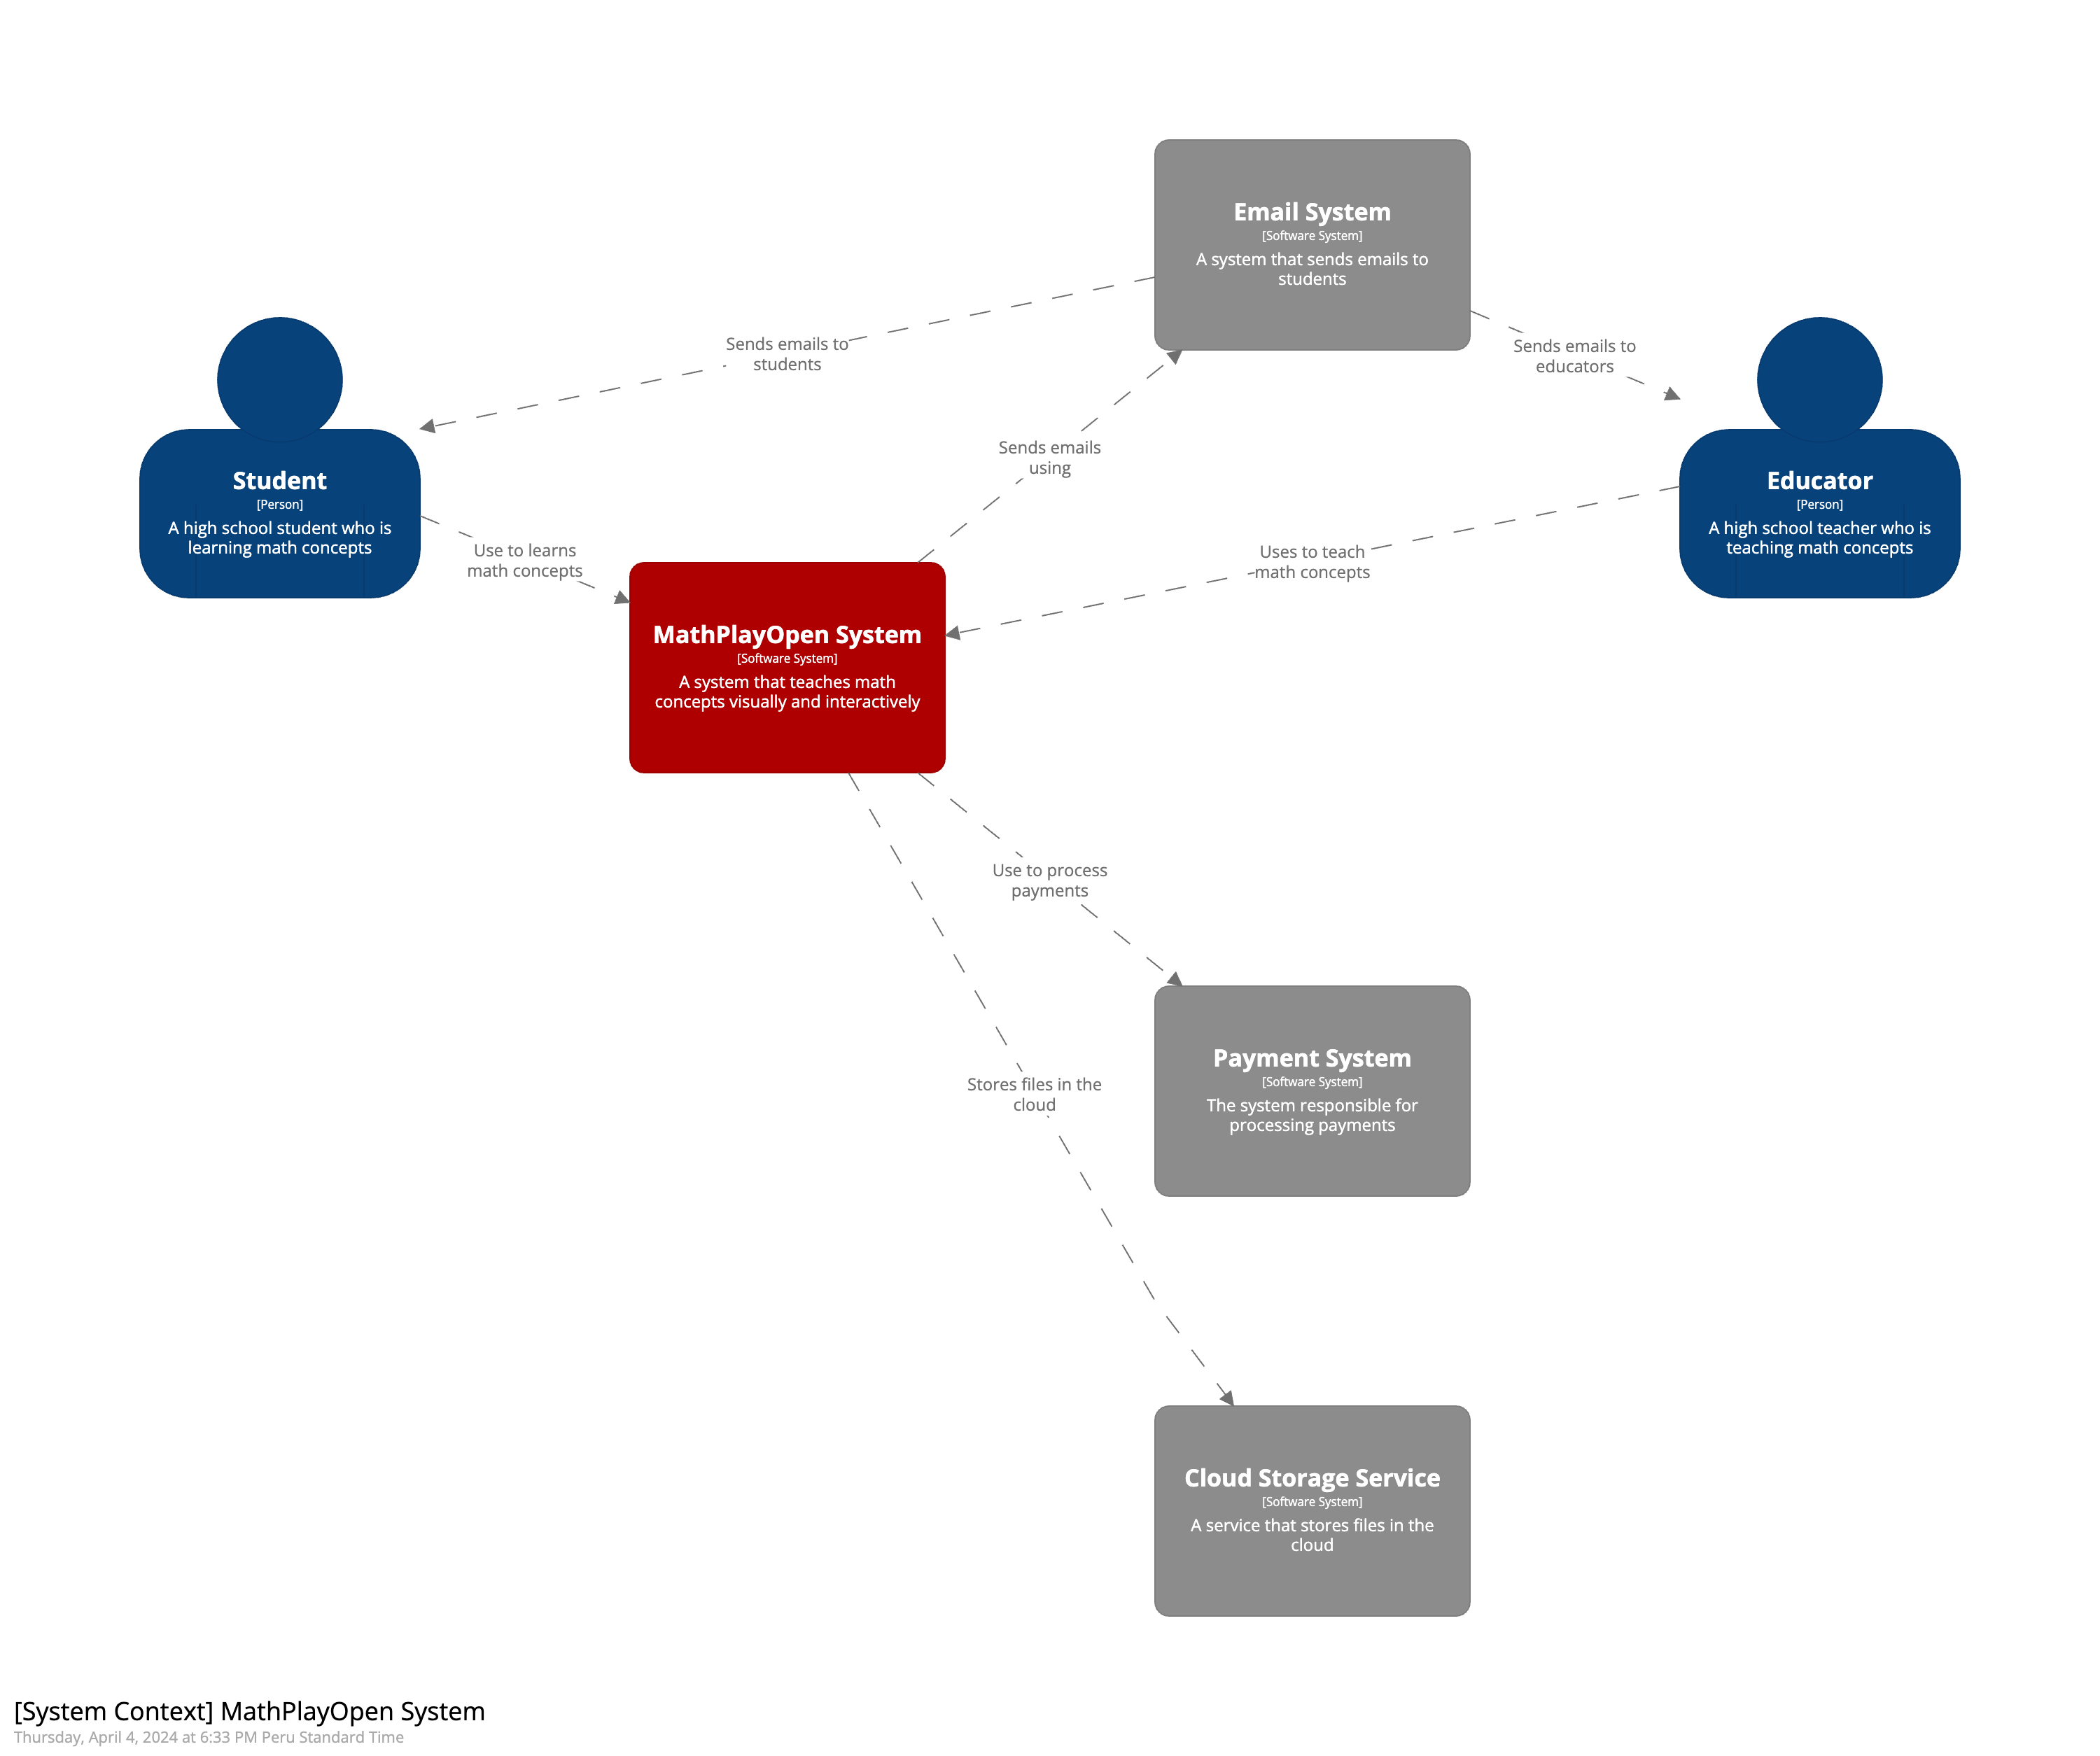 Email System
[Software System]
A system that sends emails to
students
Sends emails to
students
Sends emails to
educators
Student
[Person]
A high school student who is
learning math concepts
Sends emails
using
Educator
[Person]
A high school teacher who is
teaching math concepts
Use to learns
math concepts
Uses to teach
math concepts
MathPlayOpen System
[Software System]
A system that teaches math
concepts visually and interactively
Use to process
payments
Stores files in the
cloud
Payment System
[Software System]
The system responsible for
processing payments
Cloud Storage Service
[Software System]
A service that stores files in the
cloud
[System Context] MathPlayOpen System
Thursday, April 4, 2024 at 6:33 PM Peru Standard Time